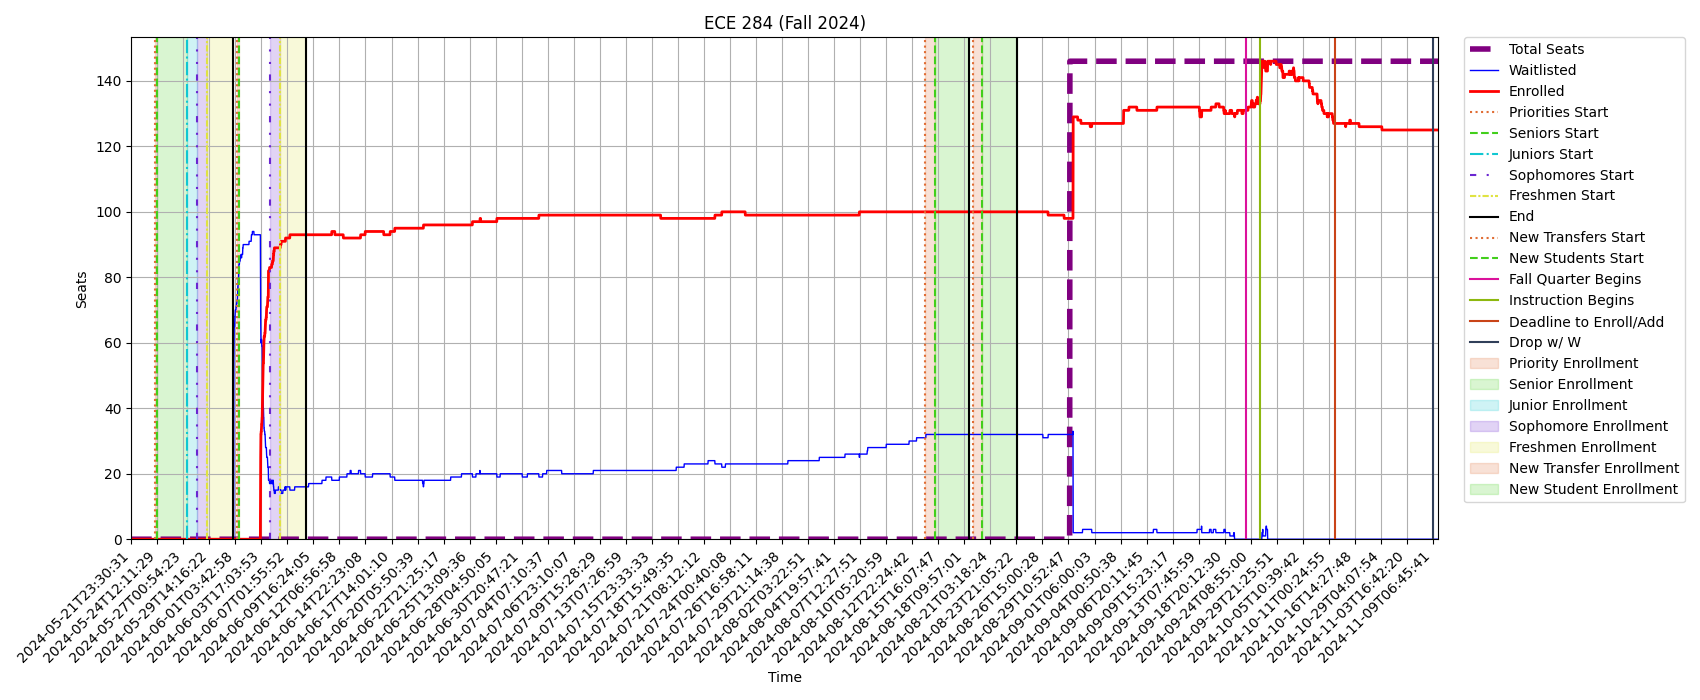 ECE 284 (Fall 2024)
Seats
140
120
100
80
60
40
20
0
2024-05-21T23:30:31
2024-05-24T12:11:29
2024-05-27T00:54:23
2024-05-29T14:16:22
2024-06-01T03:42:58
2024-06-03T17:03:53
2024-06-07T01:55:52
2024-06-09T16:24:05
2024-06-12T06:56:58
2024-06-14T22:23:08
2024-06-17T14:01:10
2024-06-22T05:50:39
2024-06-22T21:25:17
2024-06-25T13:09:36
2024-06-28T04:50:05
2024-06-30T20:47:21
2024-07-04T07:10:37
2024-07-06T23:10:07
2024-07-09T15:28:29
2024-07-13T07:26:59
2024-07-15T23:33:33
2024-07-18T15:49:35
2024-07-21T08:12:12
2024-07-24T00:40:08
2024-07-26T16:58:11
2024-07-29T21:14:38
2024-08-02T03:22:51
2024-08-04T19:57:41
2024-08-07T12:27:51
2024-08-10T05:20:59
2024-08-12T22:24:42
2024-08-15T16:07:47
2024-08-18T09:57:01
2024-08-21T03:18:24
2024-08-23T21:05:22
2024-08-26T15:00:28
2024-08-29T10:52:47
2024-09-01T06:00:03
2024-09-04T00:50:38
2024-09-06T20:11:45
2024-09-10T15:23:17
2024-09-13T07:45:59
2024-09-18T20:12:30
2024-09-24T08:55:00
2024-09-29T21:25:51
2024-10-05T10:39:42
2024-10-11T00:24:55
2024-10-16T14:27:48
2024-10-29T04:07:54
2024-11-03T16:42:20
2024-11-09T06:45:41
Time
Total Seats
Waitlisted
Enrolled
Priorities Start
Seniors Start
Juniors Start
Sophomores Start
Freshmen Start
End
New Transfers Start
New Students Start
Fall Quarter Begins
Instruction Begins
Deadline to Enroll/Add
Drop w/ W
Priority Enrollment
Senior Enrollment
Junior Enrollment
Sophomore Enrollment
Freshmen Enrollment
New Transfer Enrollment
New Student Enrollment